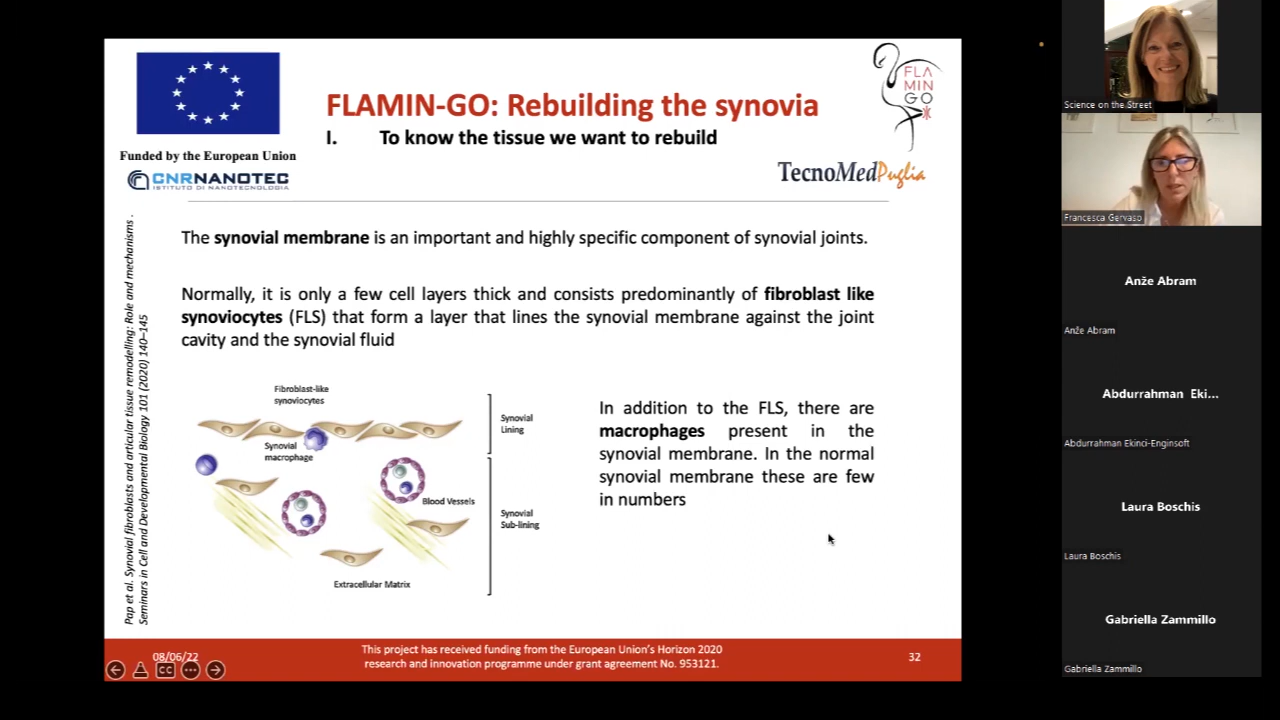 FLAMIN-GO: Rebuilding the synovia
I. To know the tissue we want to rebuild
Funded by the European Union
CNRNANOTEC
ISTITUTO DI NANOTECNOLOGIA
FLA
MIN
GO
TecnoMedPuglia
Pap et al. Synovial fibroblasts and articular tissue remodelling: Role and mechanisms .
Seminars in Cell and Developmental Biology 101 (2020) 140–145
The synovial membrane is an important and highly specific component of synovial joints.
Normally, it is only a few cell layers thick and consists predominantly of fibroblast like
synoviocytes (FLS) that form a layer that lines the synovial membrane against the joint
cavity and the synovial fluid
Fibroblast-like
synoviocytes
Synovial
macrophage
Blood Vessels
Extracellular Matrix
Synovial
Lining
Synovial
Sub-lining
In addition to the FLS, there are
macrophages present in the
synovial membrane. In the normal
synovial membrane these are few
in numbers
08/06/22
CC
This project has received funding from the European Union's Horizon 2020
research and innovation programme under grant agreement No. 953121.
32
Science on the Street
Francesca Gervaso
Anže Abram
Anže Abram
Abdurrahman Eki...
Abdurrahman Ekinci-Enginsoft
Laura Boschis
Laura Boschis
Gabriella Zammillo
Gabriella Zammillo